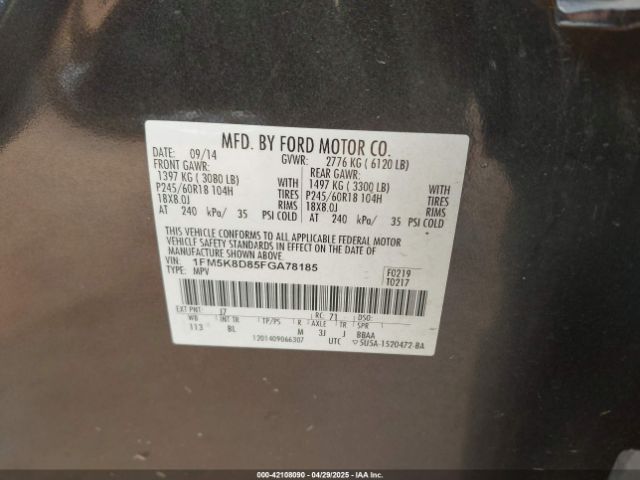 MFD. BY FORD MOTOR CO.
DATE: 09/14 GVWR: 2776 KG ( 6120 LB)
FRONT GAWR: REAR GAWR:
1397 KG ( 3080 LB) WITH 1497 KG ( 3300 LB) WITH
P245/60R18 104H TIRES P245/60R18 104H TIRES
18X8.0J RIMS 18X8.0J RIMS
AT 240 kPa/ 35 PSI COLD AT 240 kPa/ 35 PSI COLD
THIS VEHICLE CONFORMS TO ALL APPLICABLE FEDERAL MOTOR
VEHICLE SAFETY STANDARDS IN EFFECT ON THE DATE OF
MANUFACTURE SHOWN ABOVE.
VIN: 1FM5K8D85FGA78185
TYPE: MPV
F0219
T0217
EXT PNT: J7 RC: 71 DSO:
WB INT TR TP/PS R AXLE TR SPR
113 BL M 3J J BBAA
1201409066307 UTC ▽5U5A-1520472-BA
000-42108090 - 04/29/2025 - IAA Inc.